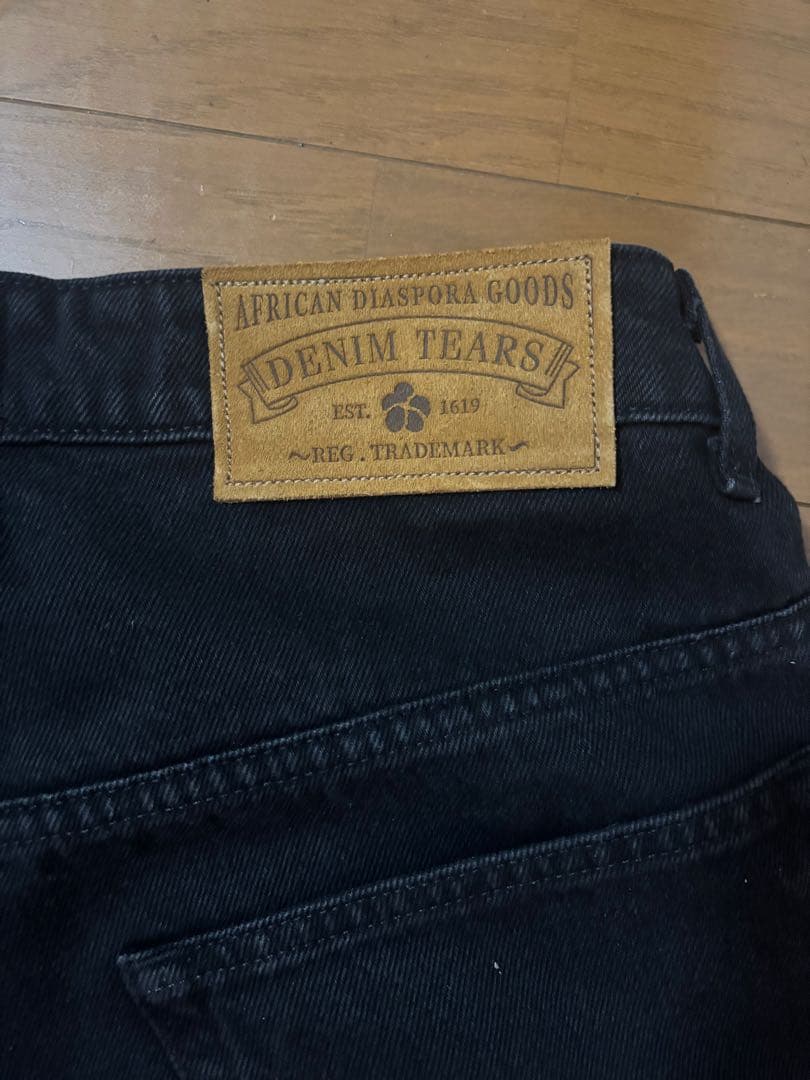 AFRICAN DIASPORA GOODS
DENIM TEARS
EST. 1619
~REG. TRADEMARK~